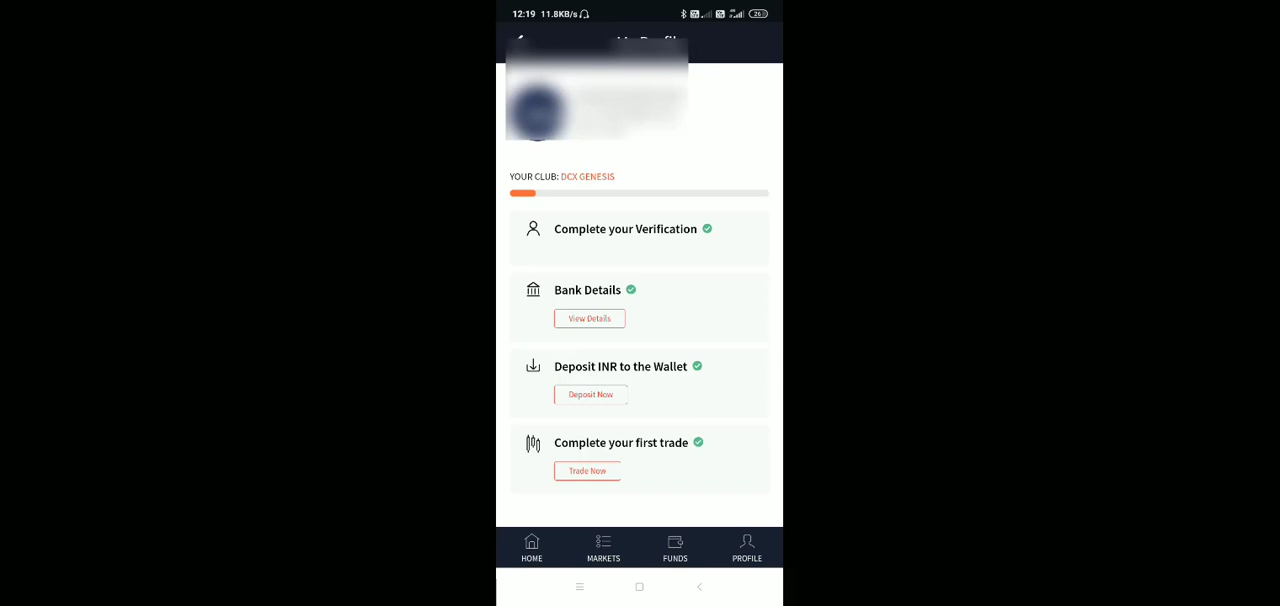 12:19 11.8KB/s 26
YOUR CLUB: DCX GENESIS
Complete your Verification
Bank Details
View Details
Deposit INR to the Wallet
Deposit Now
Complete your first trade
Trade Now
HOME MARKETS FUNDS PROFILE